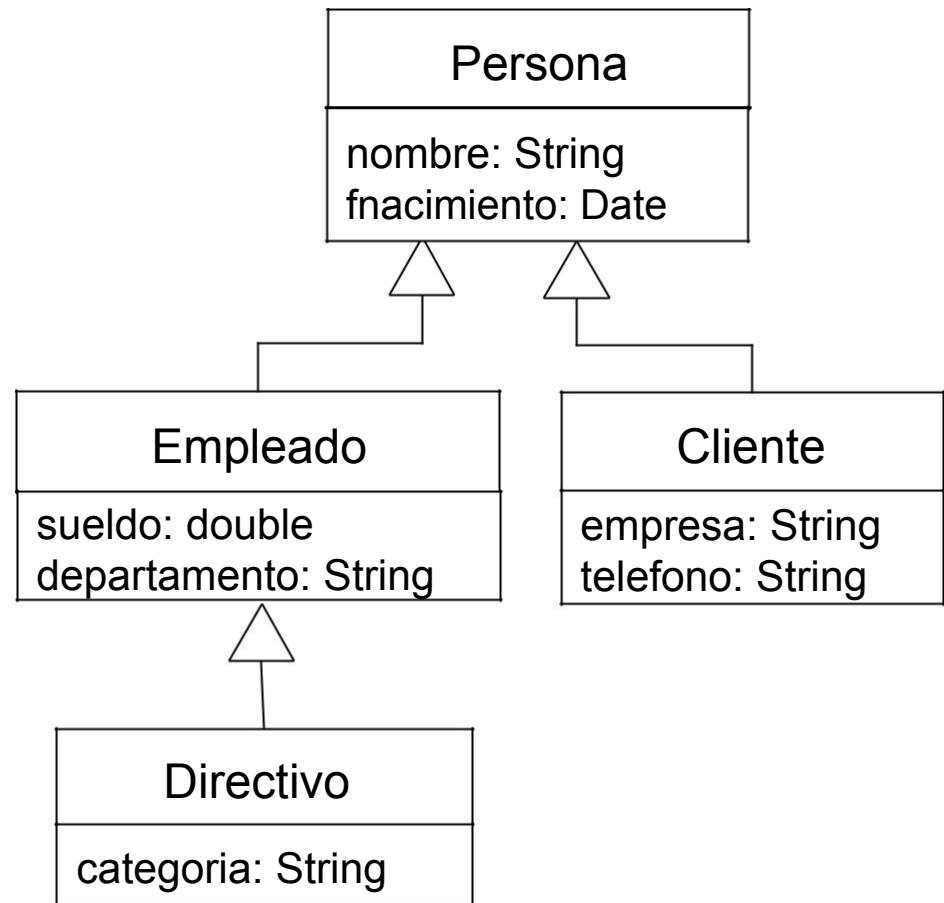 Persona
nombre: String
fnacimiento: Date
Empleado
sueldo: double
departamento: String
Cliente
empresa: String
telefono: String
Directivo
categoria: String